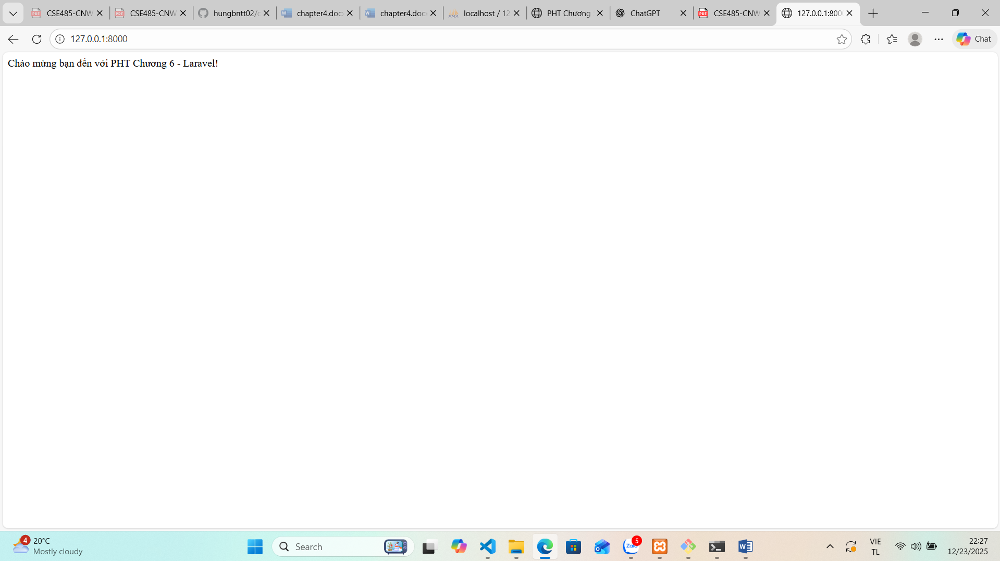 CSE485-CNW
CSE485-CNW
hungbntt02/c
chapter4.doc
chapter4.doc
localhost / 12
PHT Chương
ChatGPT
CSE485-CNW
127.0.0.1:800
127.0.0.1:8000
Chat
Chào mừng bạn đến với PHT Chương 6 - Laravel!
4
20°C
Mostly cloudy
Search
Zalo
5
VIE
TL
22:27
12/23/2025